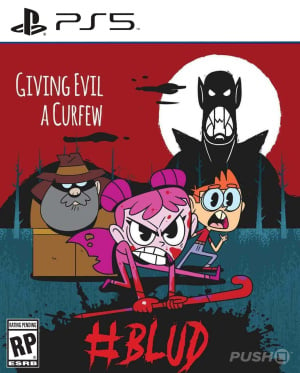 PS5
GIVING EVIL
A CURFEW
RATING PENDING
RP
ESRB
#BLUD
PUSH